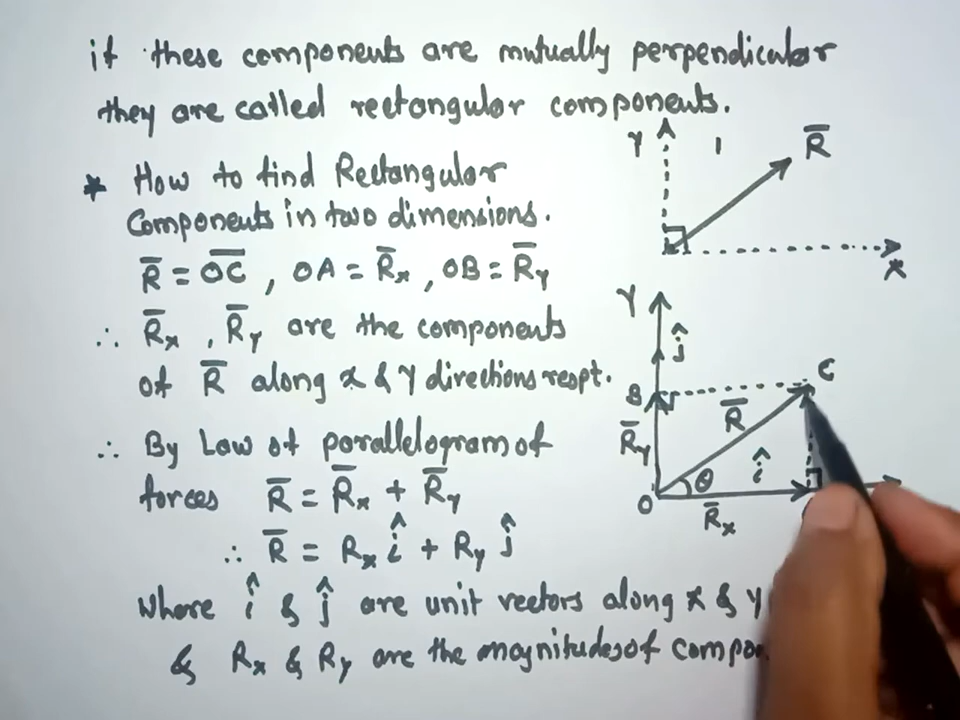 if these components are mutually perpendicular
they are called rectangular components.
* How to find Rectangular
Components in two dimensions.
R̅ = O̅C̅ , OA = R̅x , OB = R̅y
∴ R̅x , R̅y are the components
of R̅ along x & y directions respt.
∴ By Law of parallelogram of
forces R̅ = R̅x + R̅y
∴ R̅ = Rx î + Ry ĵ
where î & ĵ are unit vectors along x & y
& Rx & Ry are the magnitudes of
Y
R̅
X
Y
ĵ
C
B
R̅
R̅y
î
θ
O
R̅x